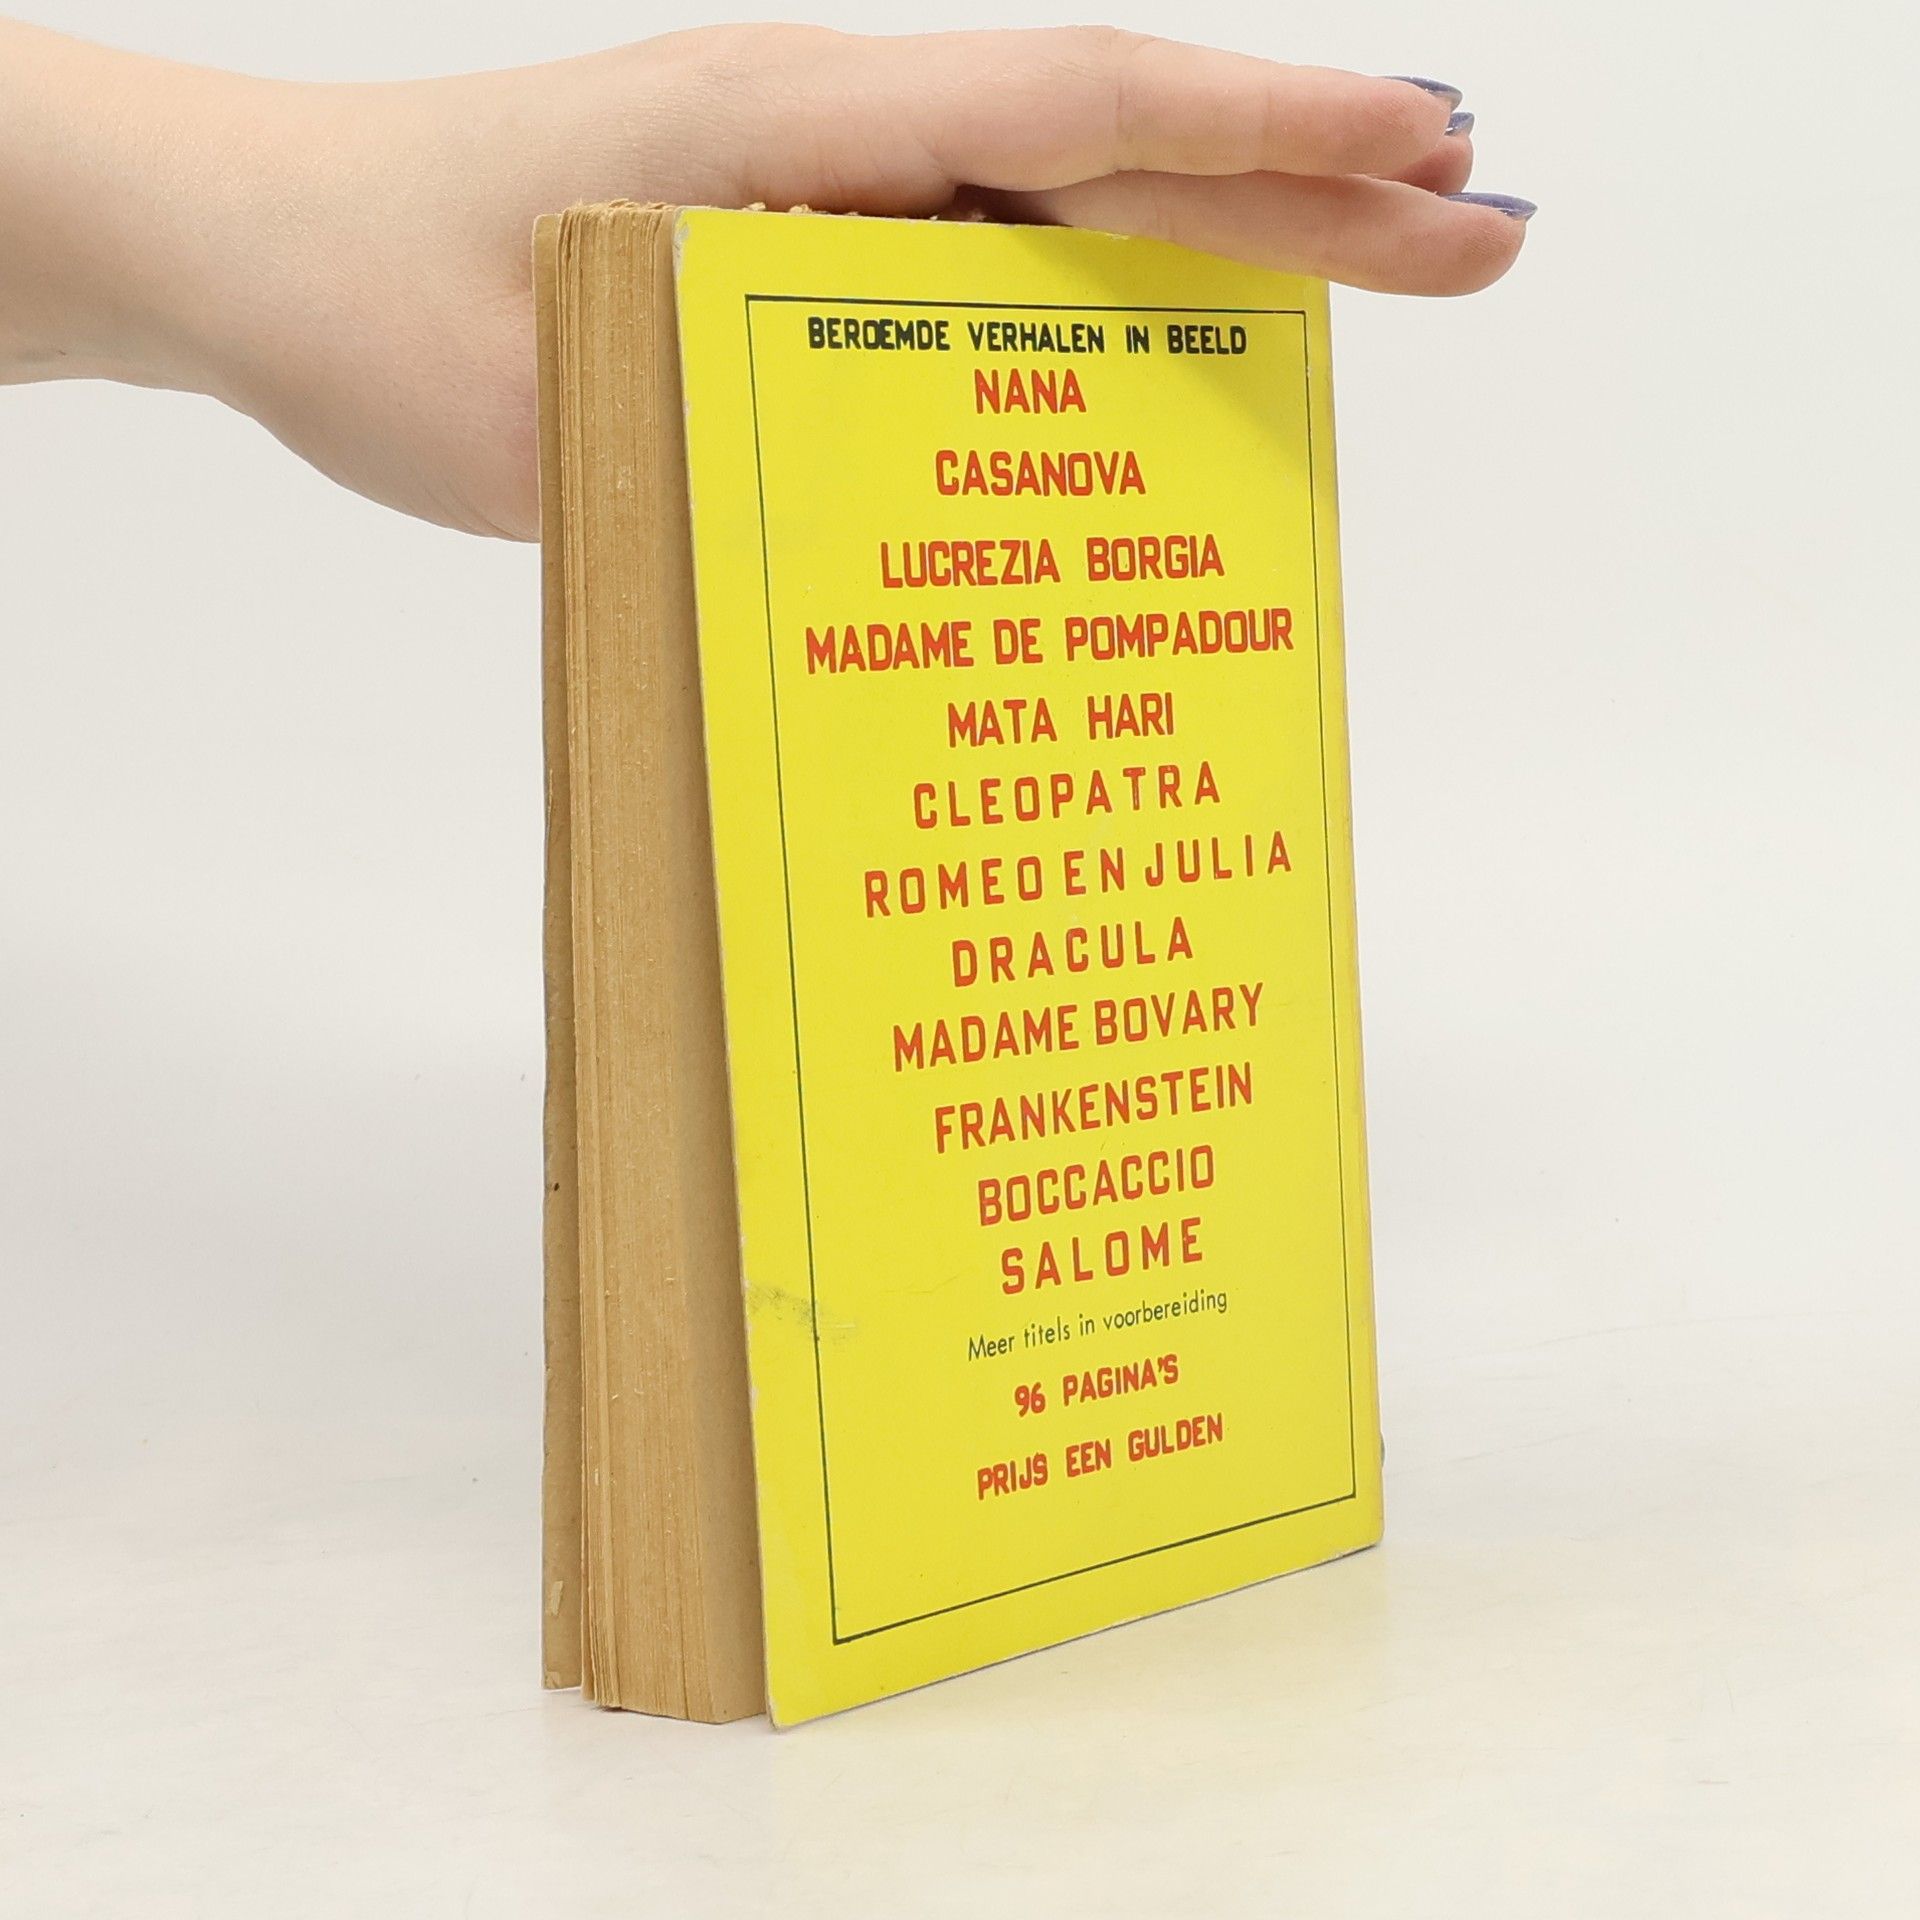 BEROEMDE VERHALEN IN BEELD
NANA
CASANOVA
LUCREZIA BORGIA
MADAME DE POMPADOUR
MATA HARI
CLEOPATRA
ROMEO EN JULIA
DRACULA
MADAME BOVARY
FRANKENSTEIN
BOCCACCIO
SALOME
Meer titels in voorbereiding
96 PAGINA'S
PRIJS EEN GULDEN